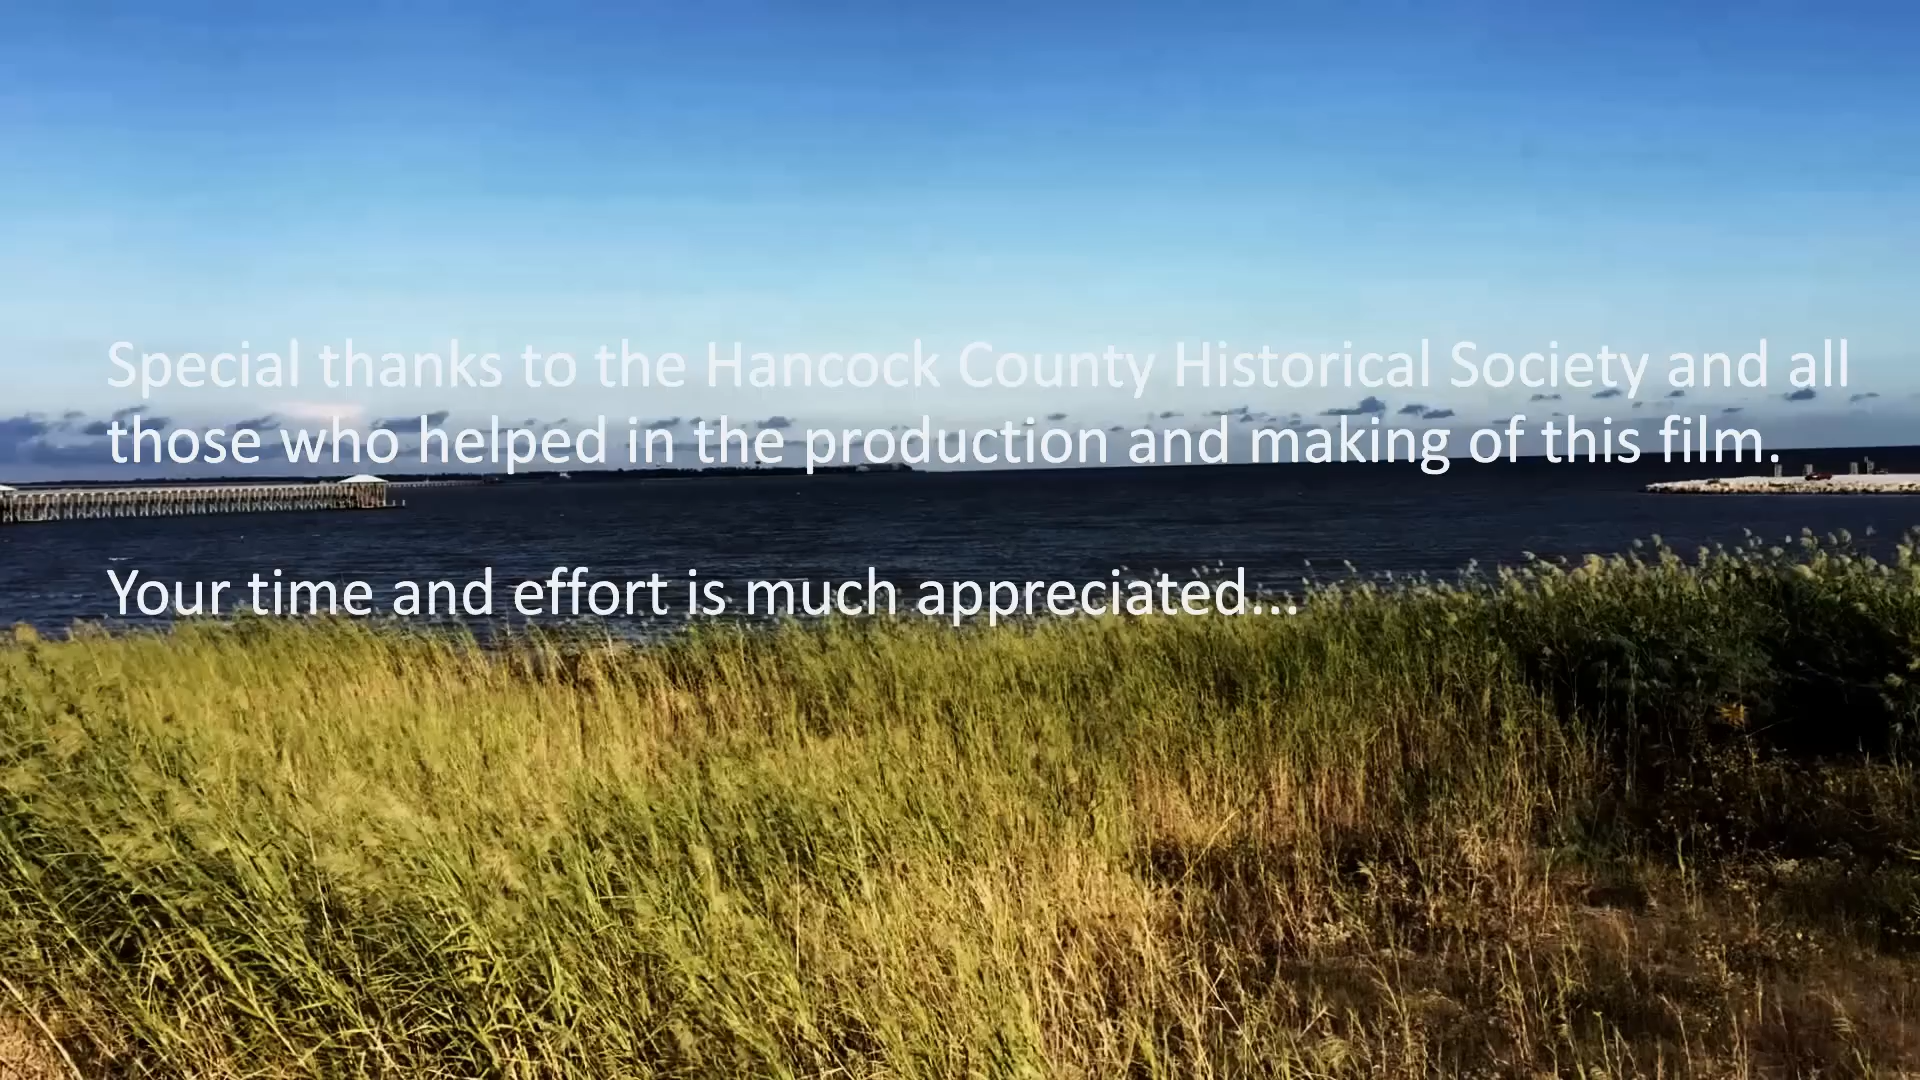 Special thanks to the Hancock County Historical Society and all
those who helped in the production and making of this film.
Your time and effort is much appreciated...